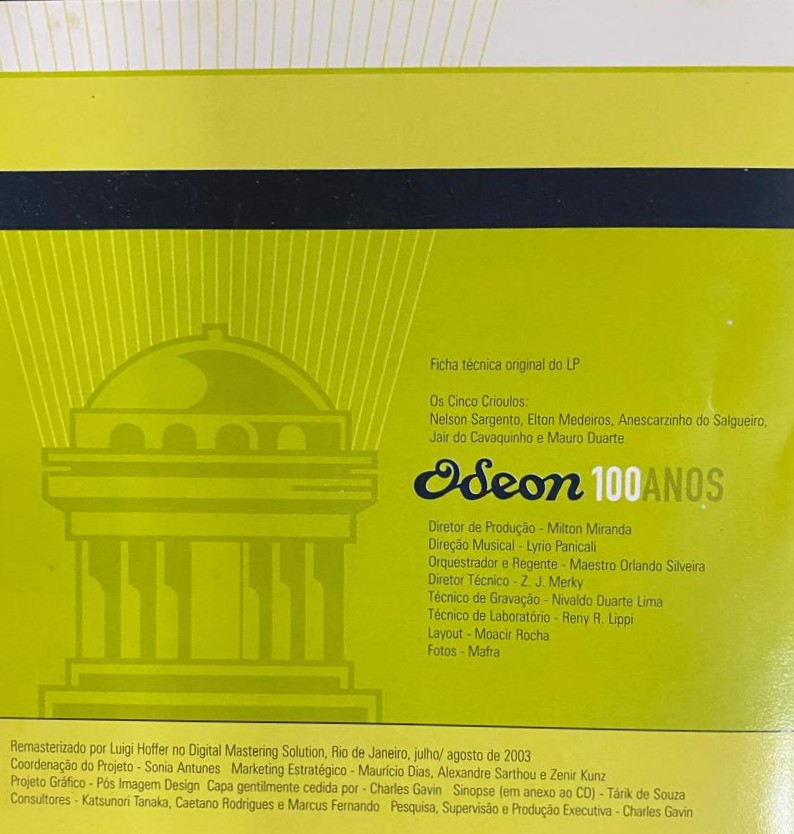 Ficha técnica original do LP
Os Cinco Crioulos:
Nelson Sargento, Elton Medeiros, Anescarzinho do Salgueiro,
Jair do Cavaquinho e Mauro Duarte
Odeon 100ANOS
Diretor de Produção - Milton Miranda
Direção Musical - Lyrio Panicali
Orquestrador e Regente - Maestro Orlando Silveira
Diretor Técnico - Z. J. Merky
Técnico de Gravação - Nivaldo Duarte Lima
Técnico de Laboratório - Reny R. Lippi
Layout - Moacir Rocha
Fotos - Mafra
Remasterizado por Luigi Hoffer no Digital Mastering Solution, Rio de Janeiro, julho/ agosto de 2003
Coordenação do Projeto - Sonia Antunes Marketing Estratégico - Maurício Dias, Alexandre Sarthou e Zenir Kunz
Projeto Gráfico - Pós Imagem Design Capa gentilmente cedida por - Charles Gavin Sinopse (em anexo ao CD) - Tárik de Souza
Consultores - Katsunori Tanaka, Caetano Rodrigues e Marcus Fernando Pesquisa, Supervisão e Produção Executiva - Charles Gavin